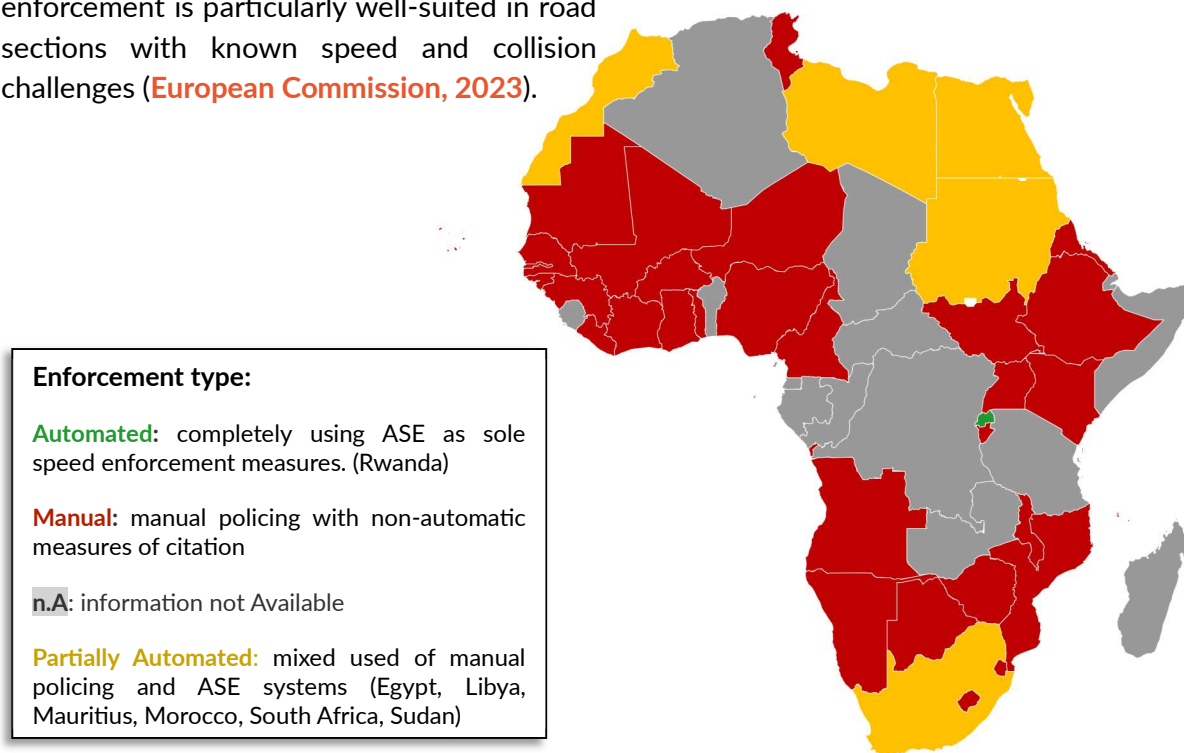 enforcement is particularly well-suited in road
sections with known speed and collision
challenges (European Commission, 2023).
Enforcement type:
Automated: completely using ASE as sole
speed enforcement measures. (Rwanda)
Manual: manual policing with non-automatic
measures of citation
n.A: information not Available
Partially Automated: mixed used of manual
policing and ASE systems (Egypt, Libya,
Mauritius, Morocco, South Africa, Sudan)